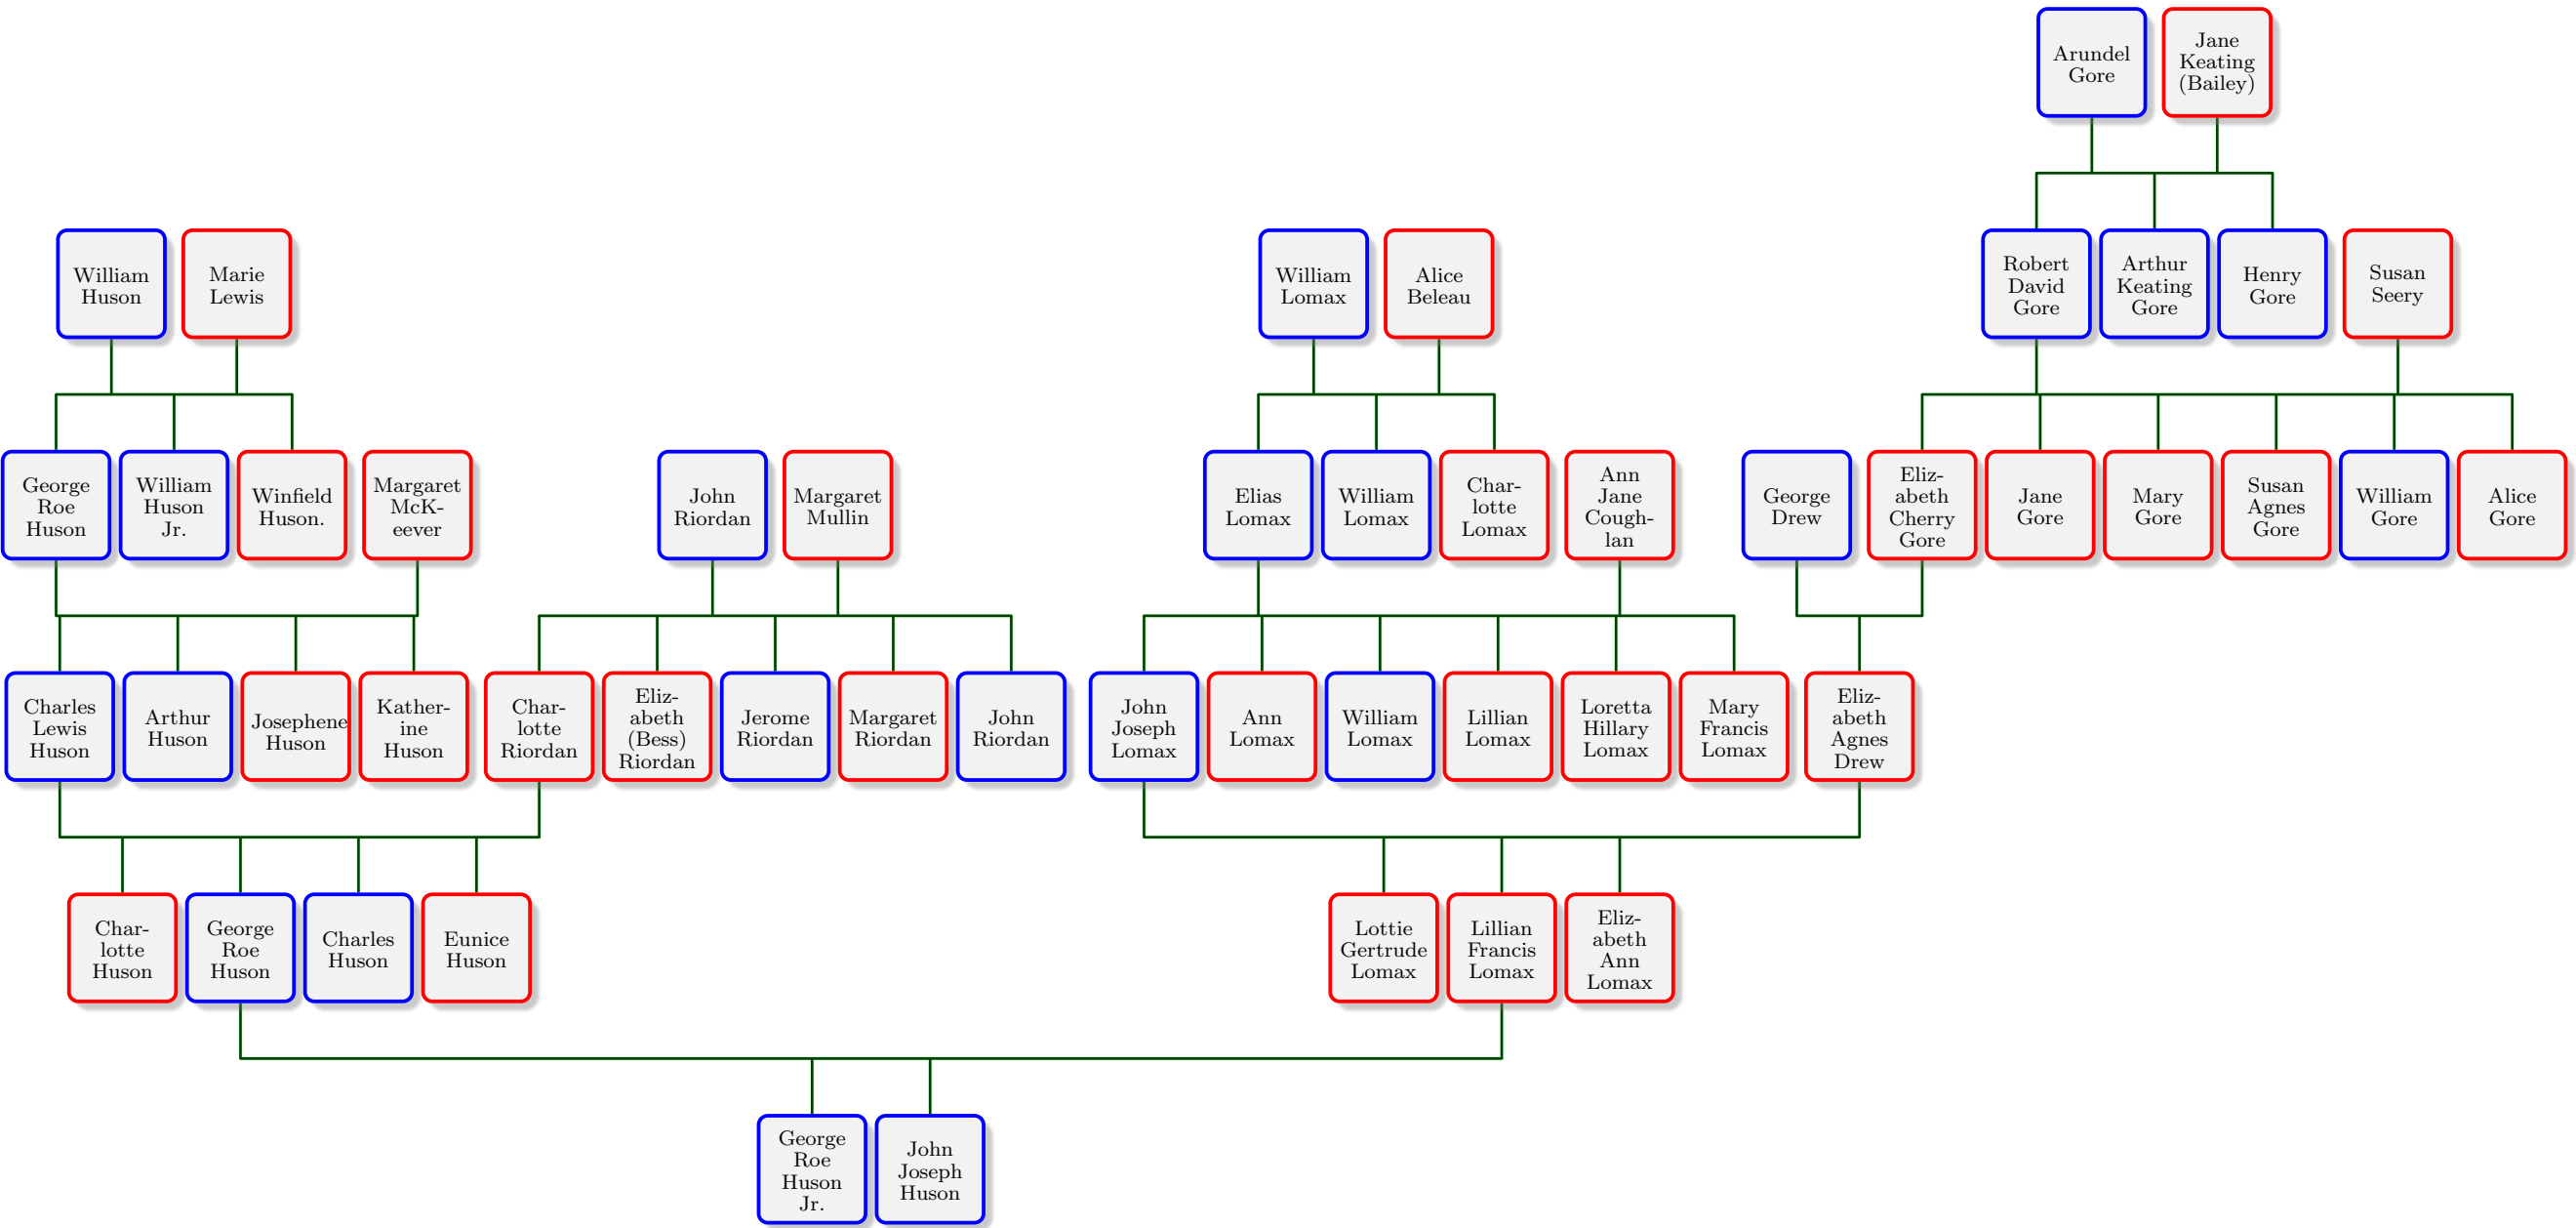 Arundel
Gore
Jane
Keating
(Bailey)
William
Huson
Marie
Lewis
William
Lomax
Alice
Beleau
Robert
David
Gore
Arthur
Keating
Gore
Henry
Gore
Susan
Seery
George
Roe
Huson
William
Huson
Jr.
Winfield
Huson.
Margaret
McK-
eever
John
Riordan
Margaret
Mullin
Elias
Lomax
William
Lomax
Char-
lotte
Lomax
Ann
Jane
Cough-
lan
George
Drew
Eliz-
abeth
Cherry
Gore
Jane
Gore
Mary
Gore
Susan
Agnes
Gore
William
Gore
Alice
Gore
Charles
Lewis
Huson
Arthur
Huson
Josephene
Huson
Kather-
ine
Huson
Char-
lotte
Riordan
Eliz-
abeth
(Bess)
Riordan
Jerome
Riordan
Margaret
Riordan
John
Riordan
John
Joseph
Lomax
Ann
Lomax
William
Lomax
Lillian
Lomax
Loretta
Hillary
Lomax
Mary
Francis
Lomax
Eliz-
abeth
Agnes
Drew
Char-
lotte
Huson
George
Roe
Huson
Charles
Huson
Eunice
Huson
Lottie
Gertrude
Lomax
Lillian
Francis
Lomax
Eliz-
abeth
Ann
Lomax
George
Roe
Huson
Jr.
John
Joseph
Huson